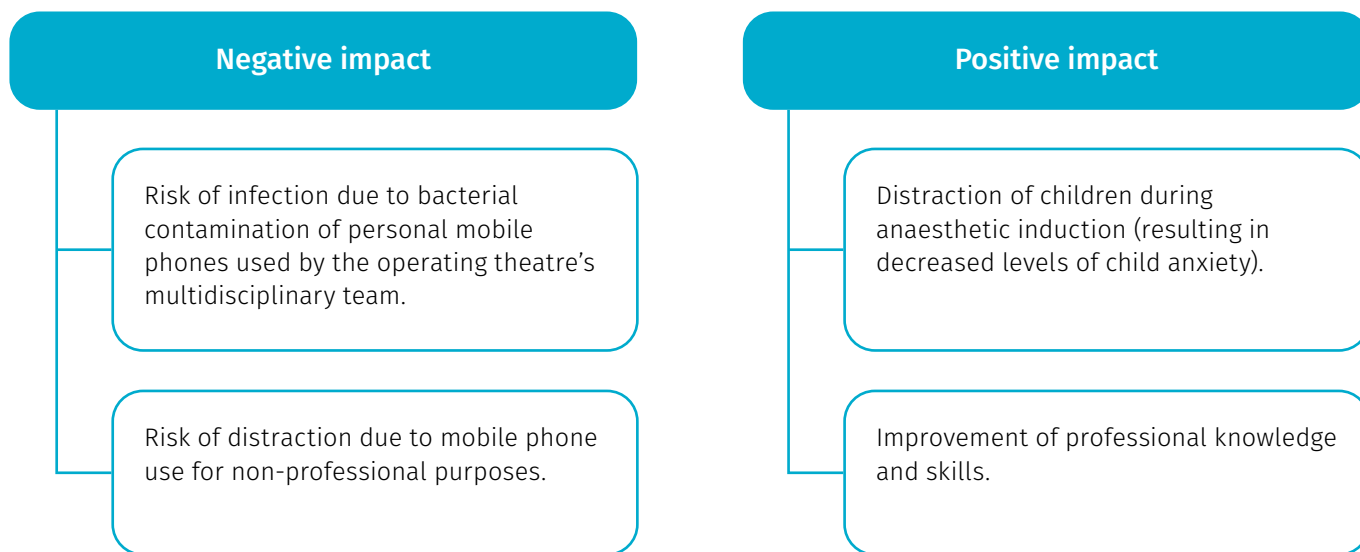 Negative impact
Risk of infection due to bacterial
contamination of personal mobile
phones used by the operating theatre’s
multidisciplinary team.
Risk of distraction due to mobile phone
use for non-professional purposes.
Positive impact
Distraction of children during
anaesthetic induction (resulting in
decreased levels of child anxiety).
Improvement of professional knowledge
and skills.